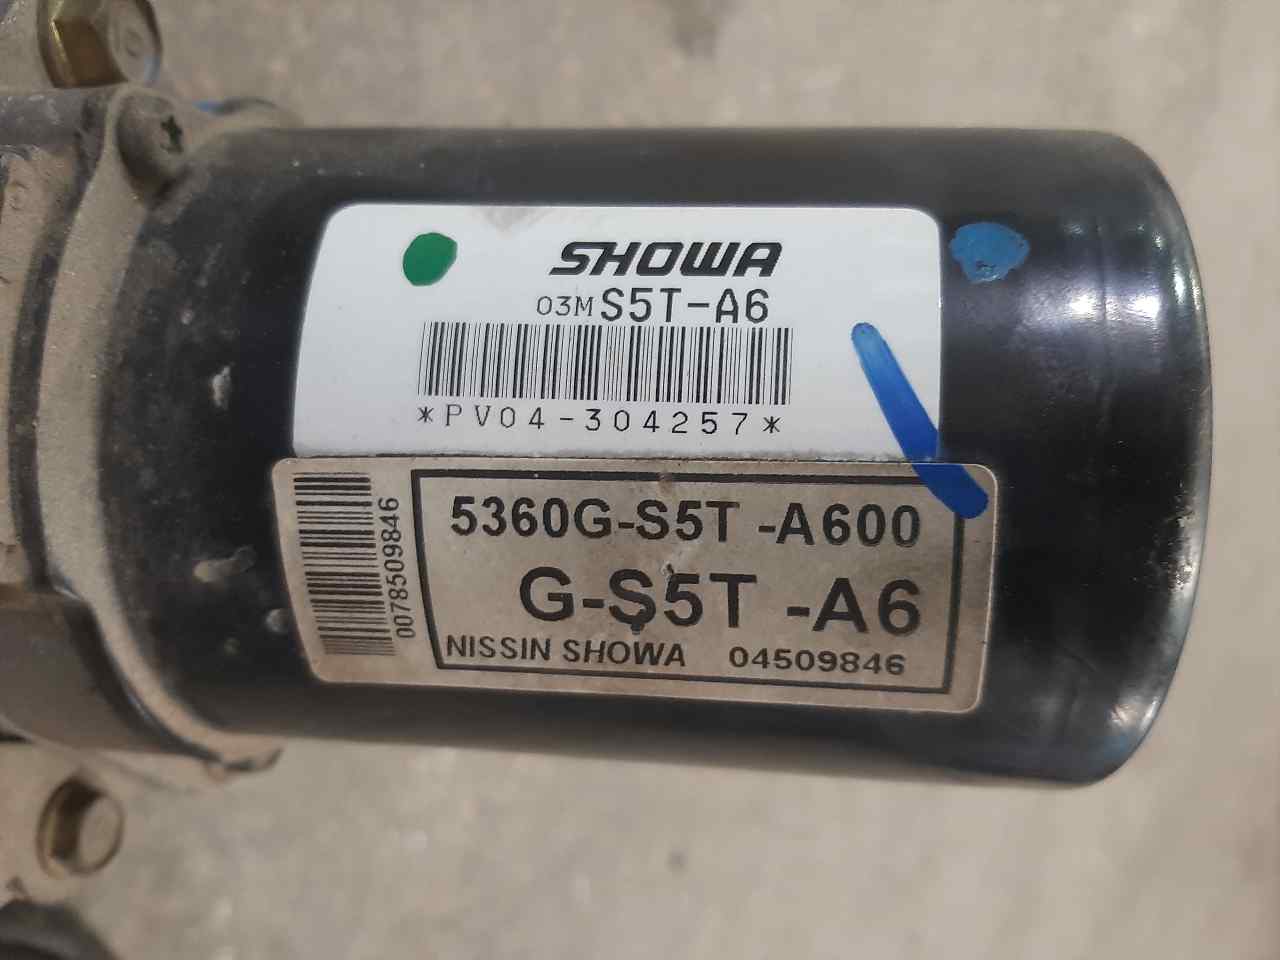 SHOWA
03M S5T-A6
*PV04-304257*
0078509846
5360G-S5T -A600
G-S5T -A6
NISSIN SHOWA 04509846